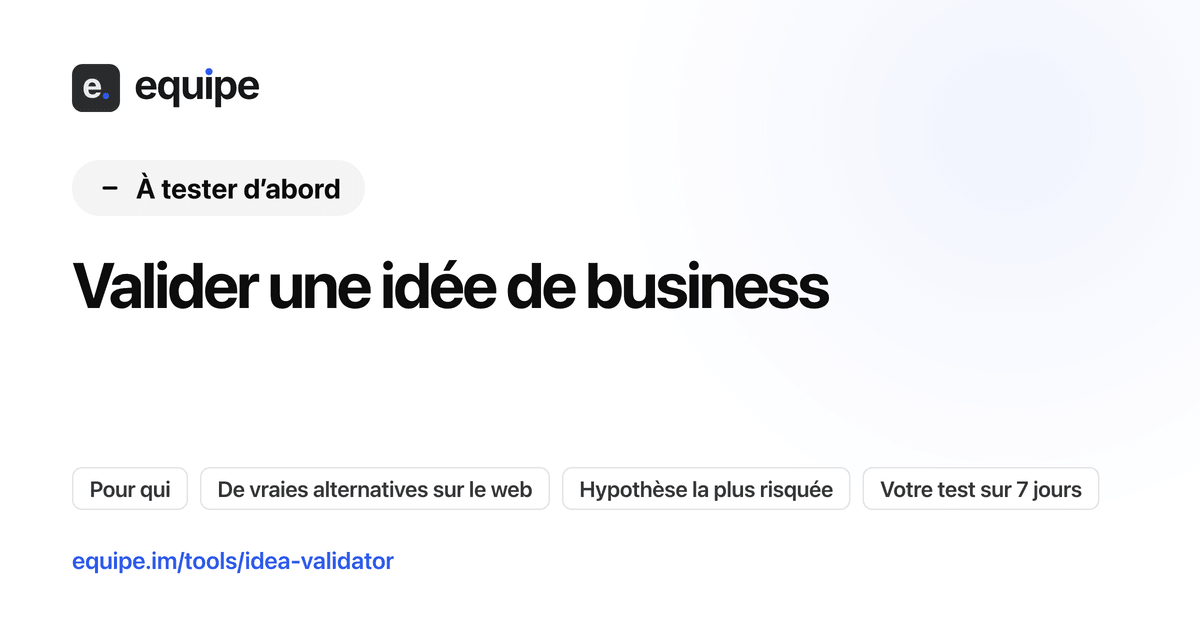 e. equipe
– À tester d’abord
Valider une idée de business
Pour qui
De vraies alternatives sur le web
Hypothèse la plus risquée
Votre test sur 7 jours
equipe.im/tools/idea-validator